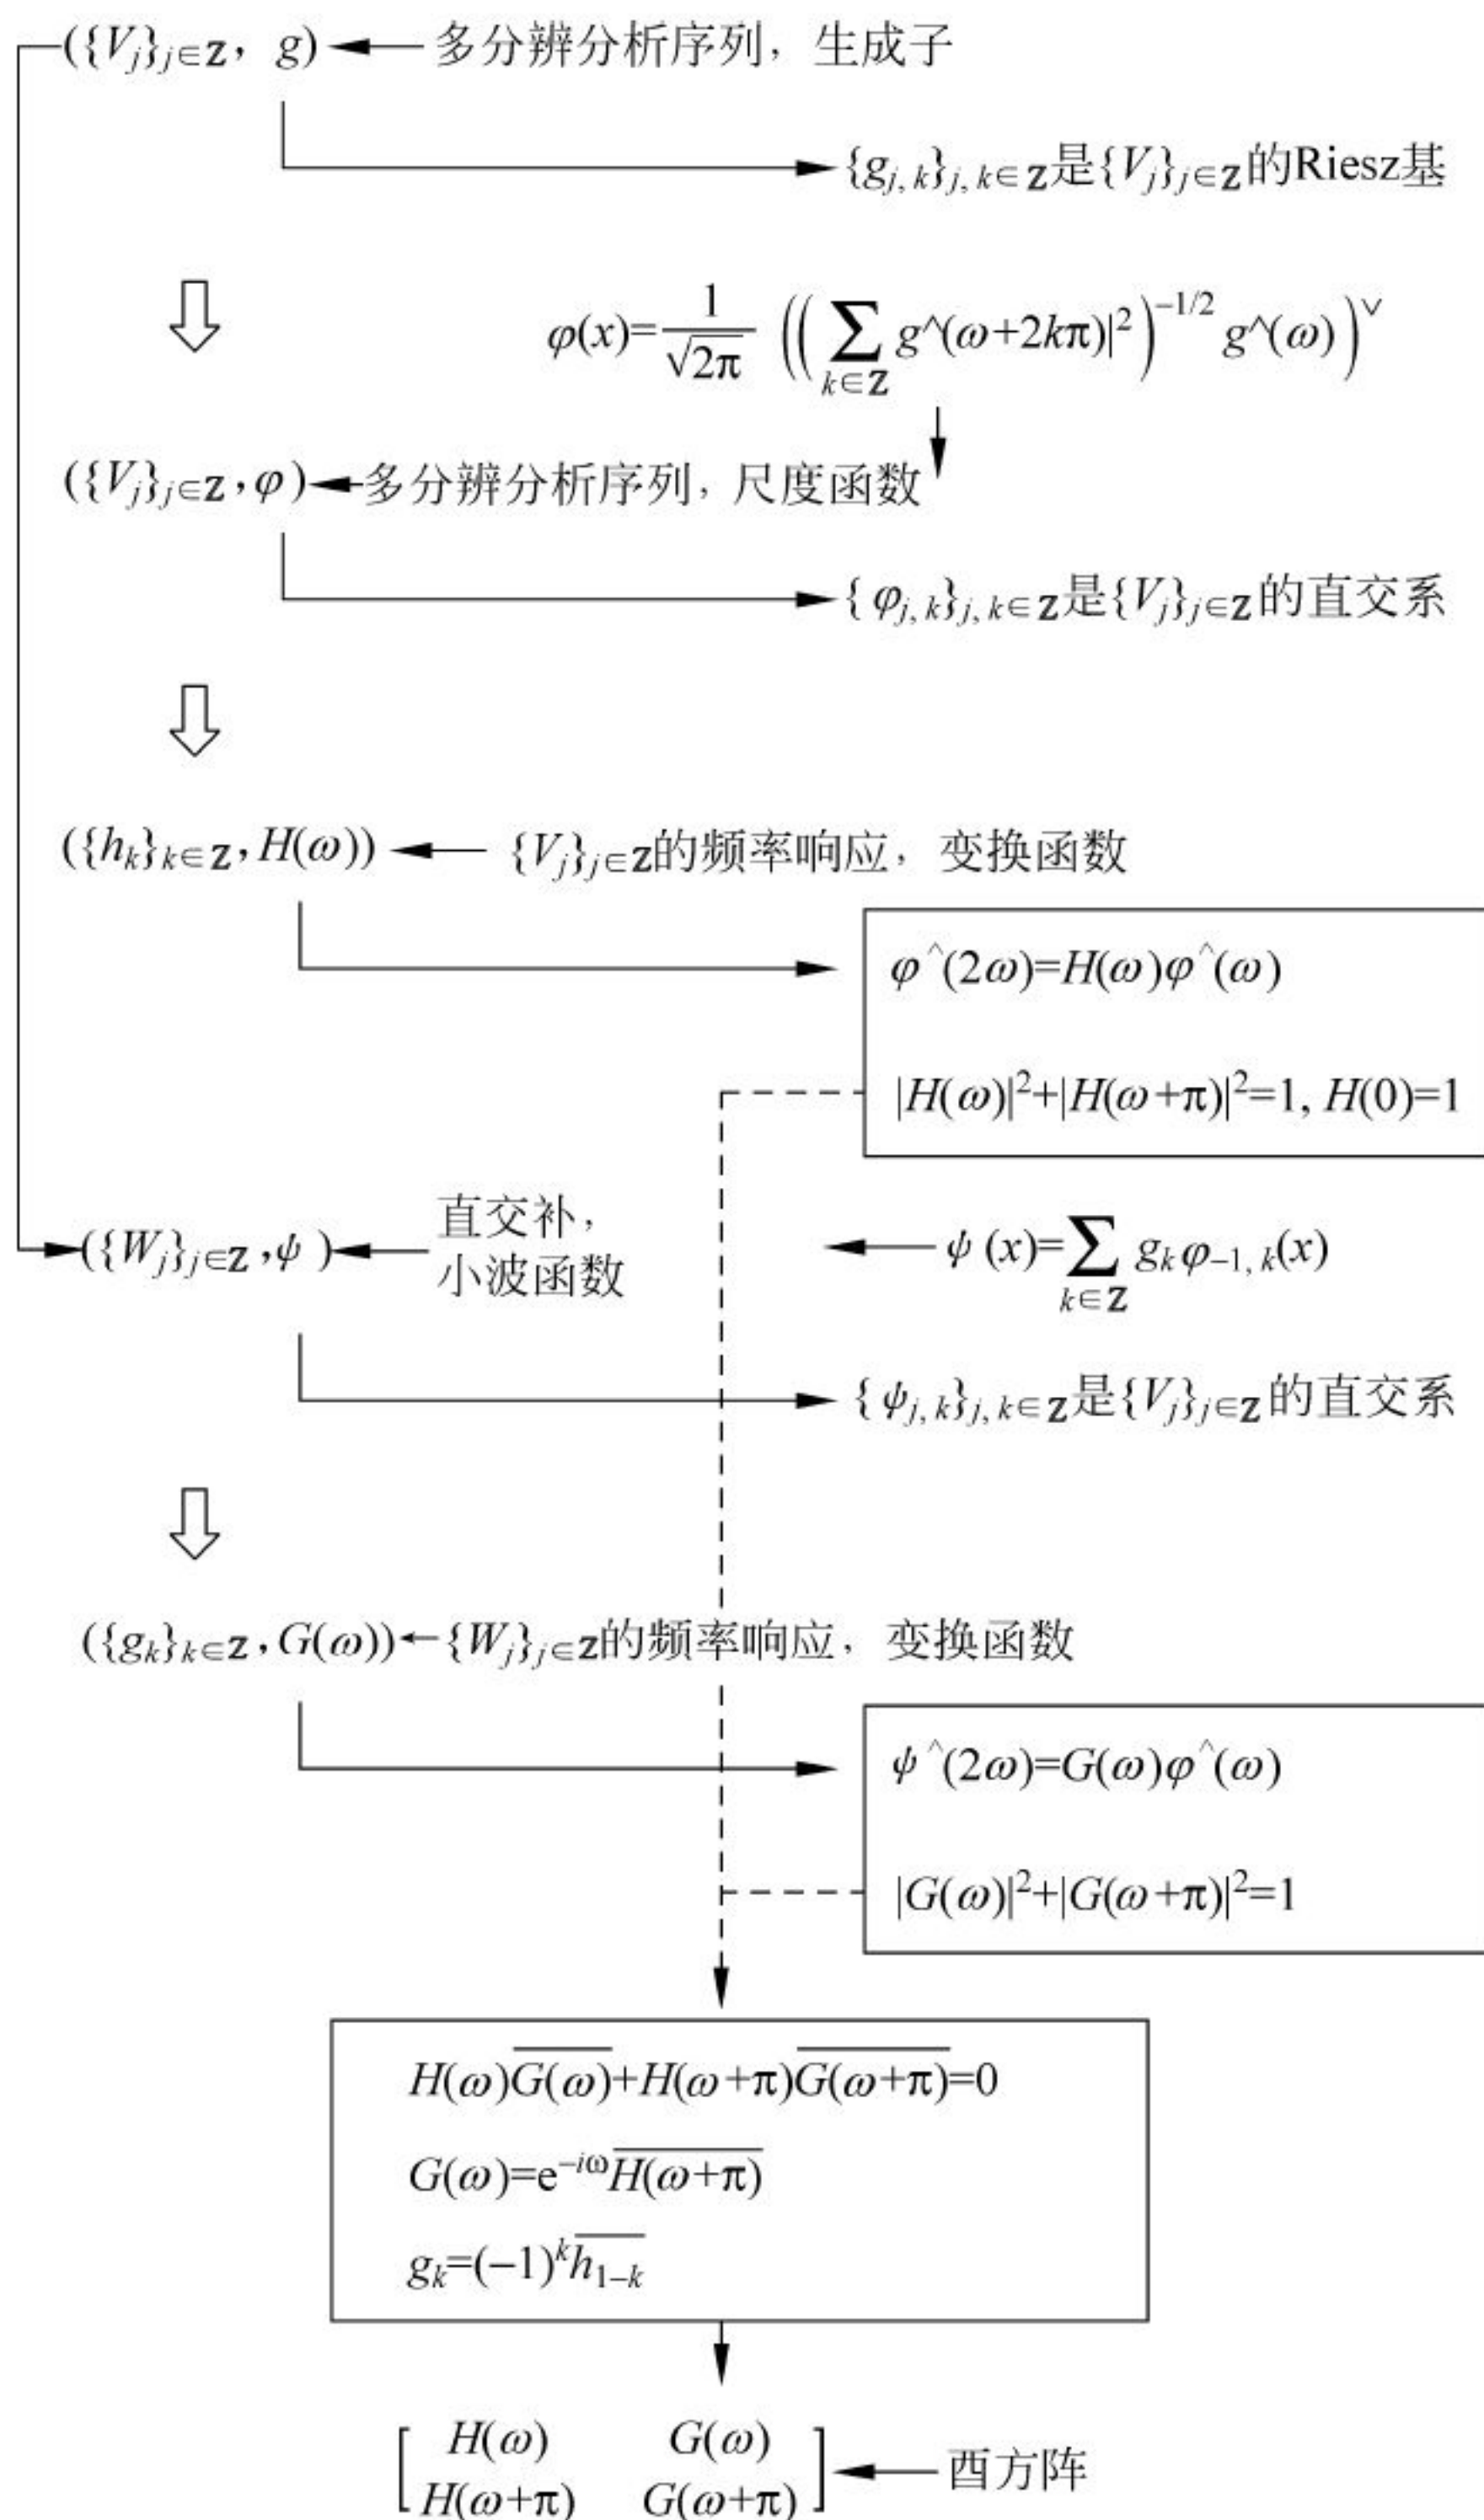 ({V_j}_{j∈Z}, g) ← 多分辨分析序列，生成子
{g_{j,k}}_{j,k∈Z}是{V_j}_{j∈Z}的Riesz基
φ(x)=\frac{1}{\sqrt{2π}} ((\sum_{k∈Z} g^(ω+2kπ)|^2)^{-1/2} g^(ω))^∨
({V_j}_{j∈Z},φ) ← 多分辨分析序列，尺度函数
{φ_{j,k}}_{j,k∈Z}是{V_j}_{j∈Z}的直交系
({h_k}_{k∈Z},H(ω)) ← {V_j}_{j∈Z}的频率响应，变换函数
φ^(2ω)=H(ω)φ^(ω)
|H(ω)|^2+|H(ω+π)|^2=1, H(0)=1
({W_j}_{j∈Z},ψ) ← 直交补，
小波函数
← ψ(x)=\sum_{k∈Z} g_kφ_{-1,k}(x)
{ψ_{j,k}}_{j,k∈Z}是{V_j}_{j∈Z}的直交系
({g_k}_{k∈Z},G(ω)) ← {W_j}_{j∈Z}的频率响应，变换函数
ψ^(2ω)=G(ω)φ^(ω)
|G(ω)|^2+|G(ω+π)|^2=1
H(ω)\overline{G(ω)}+H(ω+π)\overline{G(ω+π)}=0
G(ω)=e^{-iω}\overline{H(ω+π)}
g_k=(-1)^k\overline{h_{1-k}}
[H(ω) G(ω)
H(ω+π) G(ω+π)] ← 酉方阵